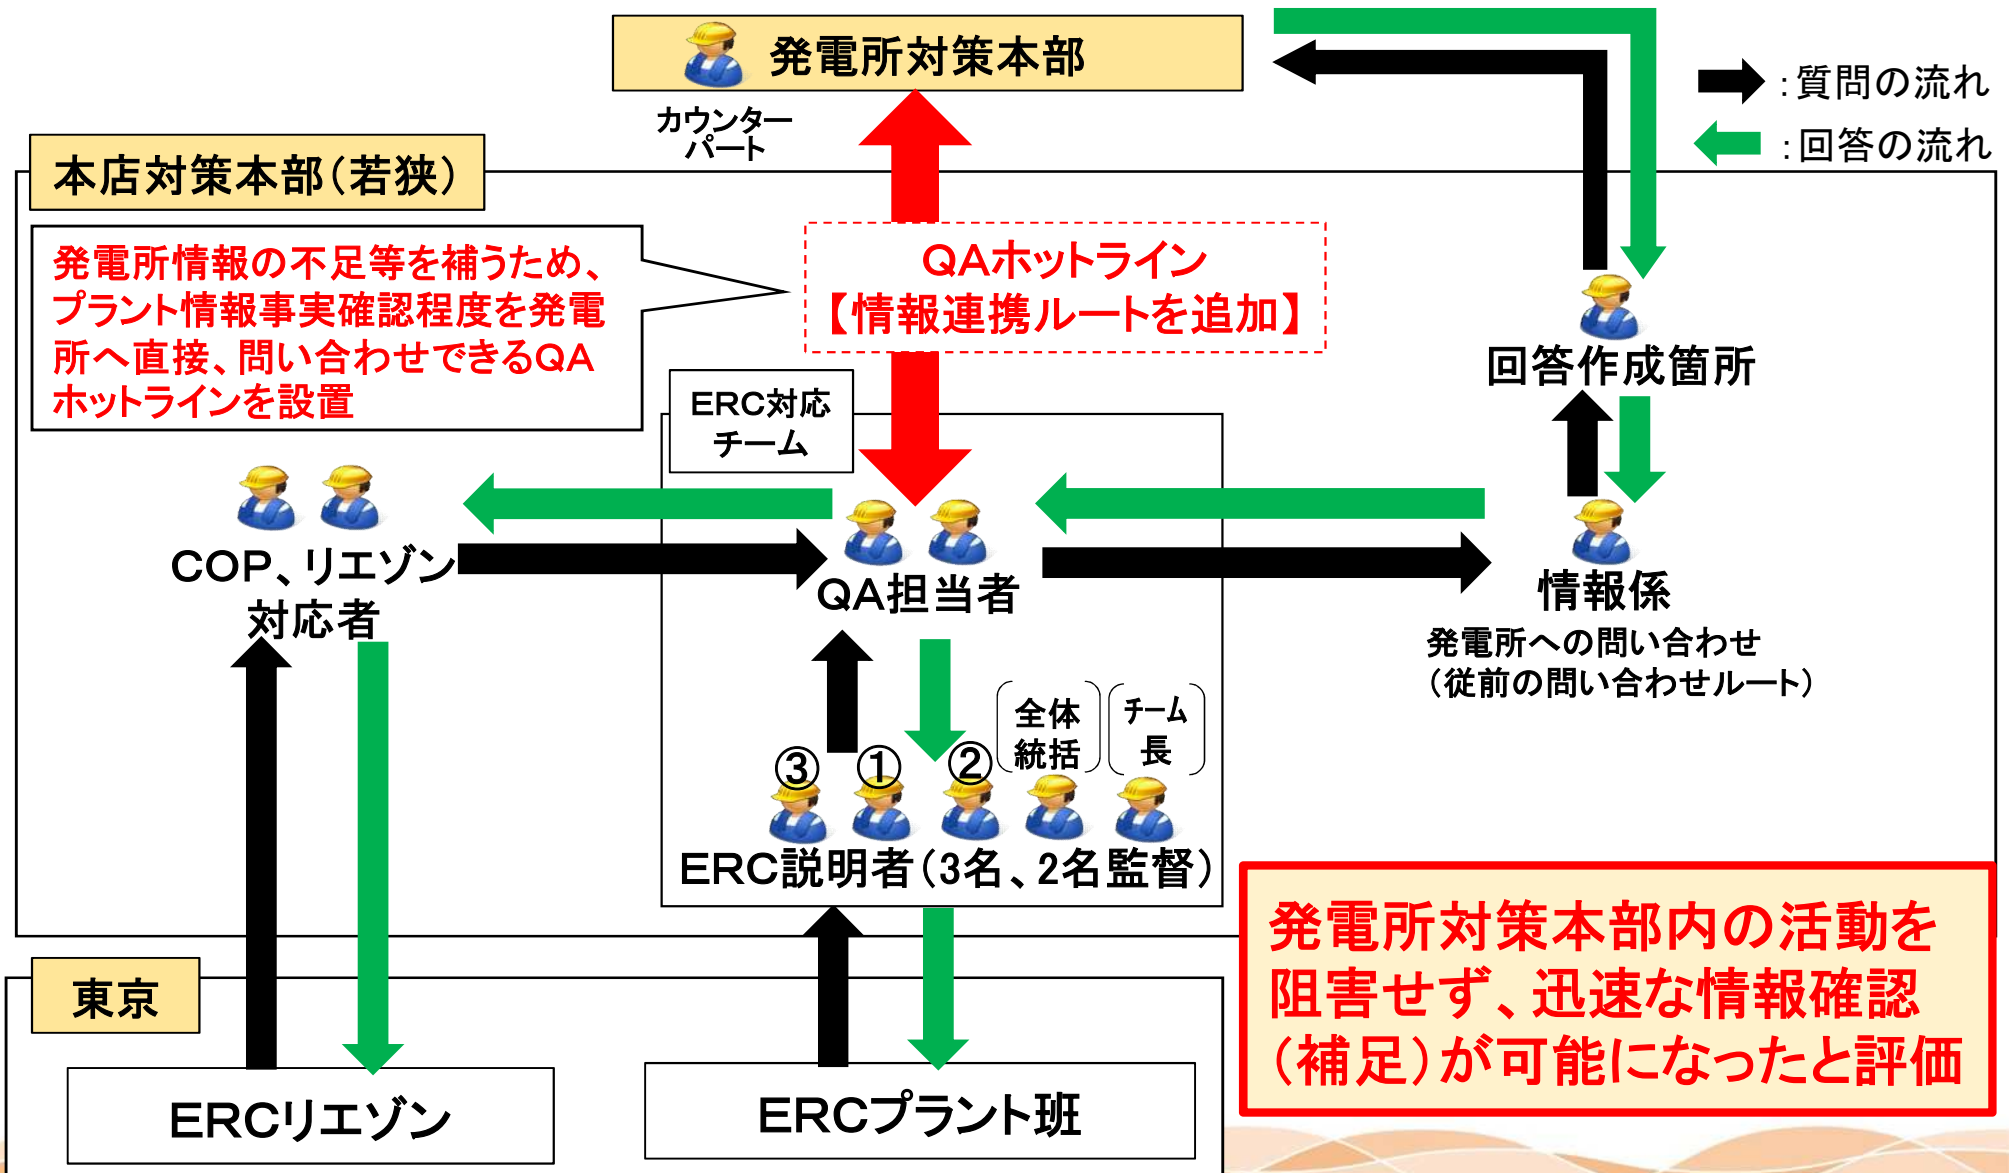 発電所対策本部
カウンター
パート
:質問の流れ
:回答の流れ
本店対策本部(若狭)
発電所情報の不足等を補うため、
プラント情報事実確認程度を発電
所へ直接、問い合わせできるQA
ホットラインを設置
QAホットライン
【情報連携ルートを追加】
ERC対応
チーム
回答作成箇所
COP、リエゾン
対応者
QA担当者
情報係
発電所への問い合わせ
(従前の問い合わせルート)
全体
統括
チーム
長
③ ① ②
ERC説明者(3名、2名監督)
発電所対策本部内の活動を
阻害せず、迅速な情報確認
(補足)が可能になったと評価
東京
ERCリエゾン
ERCプラント班